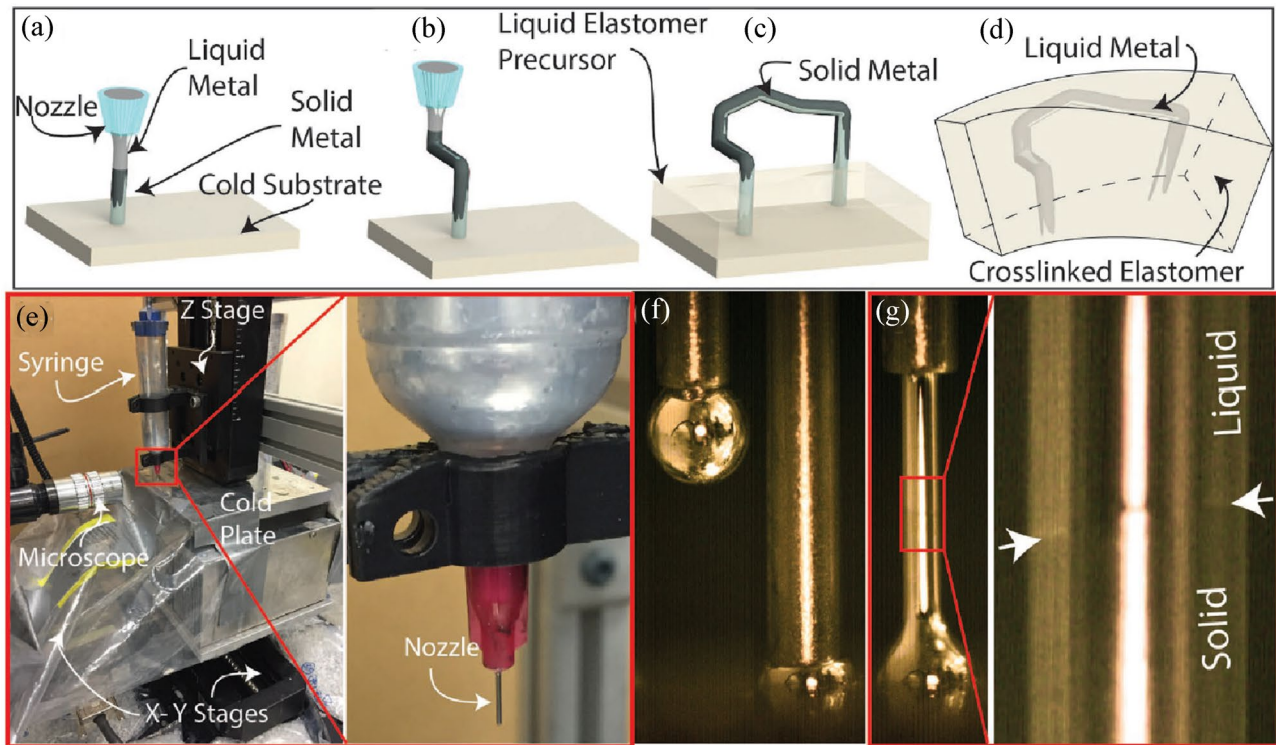 (a)
Liquid
Metal
Nozzle
Solid
Metal
Cold Substrate
(b)
Liquid Elastomer
Precursor
(c)
Solid Metal
(d)
Liquid Metal
Crosslinked Elastomer
(e)
Z Stage
Syringe
Cold
Plate
Microscope
X-Y Stages
Nozzle
(f)
(g)
Liquid
Solid